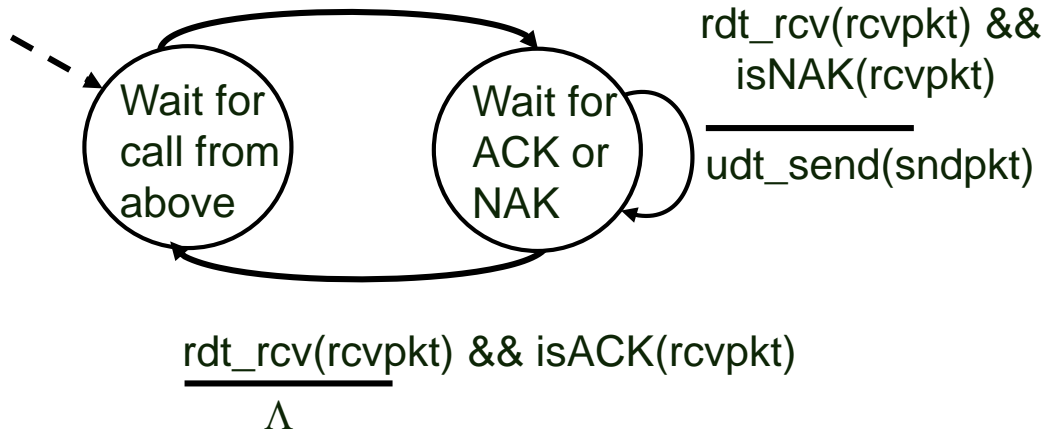 Wait for
call from
above
Wait for
ACK or
NAK
rdt_rcv(rcvpkt) &&
isNAK(rcvpkt)
udt_send(sndpkt)
rdt_rcv(rcvpkt) && isACK(rcvpkt)
Λ